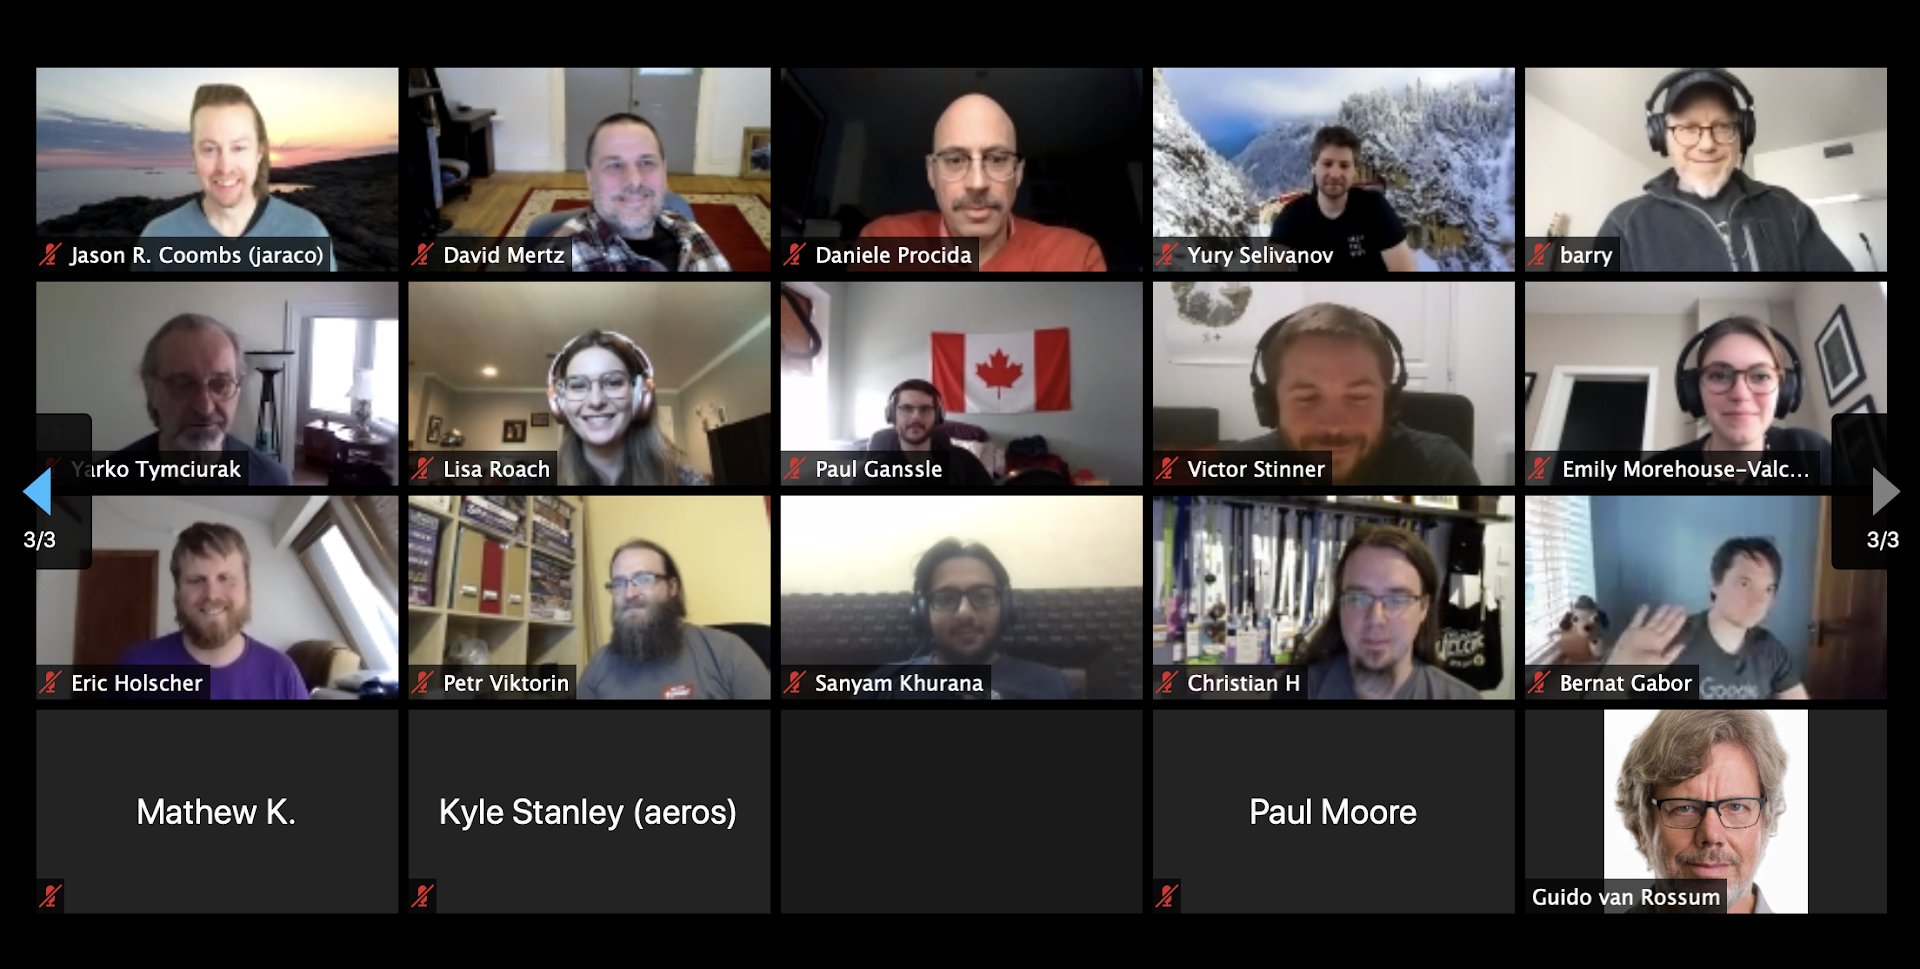 Jason R. Coombs (jaraco)
David Mertz
Daniele Procida
Yury Selivanov
barry
Yarko Tymciurak
Lisa Roach
Paul Ganssle
Victor Stinner
Emily Morehouse-Valc...
3/3
3/3
Eric Holscher
Petr Viktorin
Sanyam Khurana
Christian H
Bernat Gabor
Google
Mathew K.
Kyle Stanley (aeros)
Paul Moore
Guido van Rossum